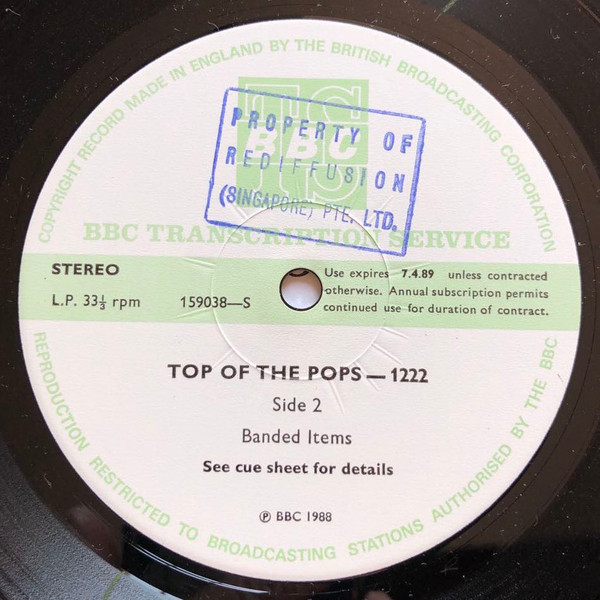 COPYRIGHT RECORD MADE IN ENGLAND BY THE BRITISH BROADCASTING CORPORATION
TS
BBC
PROPERTY OF
REDIFFUSION
(SINGAPORE) PTE. LTD.
BBC TRANSCRIPTION SERVICE
STEREO
L.P. 33⅓ rpm 159038—S
Use expires 7.4.89 unless contracted
otherwise. Annual subscription permits
continued use for duration of contract.
TOP OF THE POPS — 1222
Side 2
Banded Items
See cue sheet for details
℗ BBC 1988
REPRODUCTION RESTRICTED TO BROADCASTING STATIONS AUTHORISED BY THE BBC